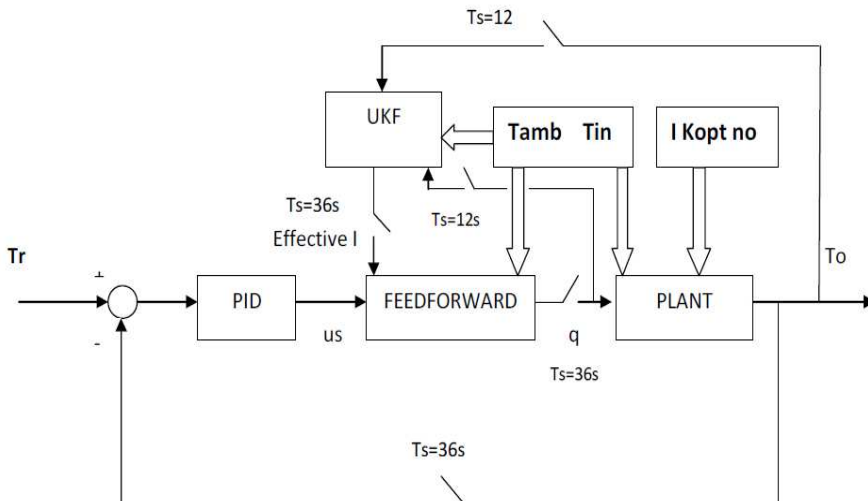 Ts=12
UKF
Tamb Tin
I Kopt no
Ts=36s
Effective I
Ts=12s
Tr
+
-
PID
us
FEEDFORWARD
q
Ts=36s
PLANT
To
Ts=36s